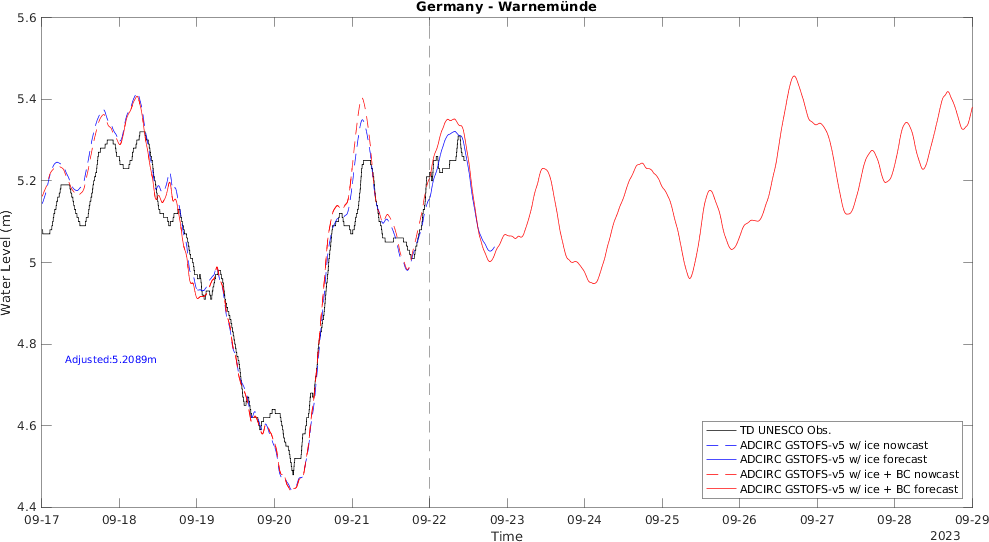 Germany - Warnemünde
5.6
5.4
5.2
5
4.8
4.6
4.4
Water Level (m)
Adjusted:5.2089m
TD UNESCO Obs.
ADCIRC GSTOFS-v5 w/ ice nowcast
ADCIRC GSTOFS-v5 w/ ice forecast
ADCIRC GSTOFS-v5 w/ ice + BC nowcast
ADCIRC GSTOFS-v5 w/ ice + BC forecast
09-17 09-18 09-19 09-20 09-21 09-22 09-23 09-24 09-25 09-26 09-27 09-28 09-29
Time
2023